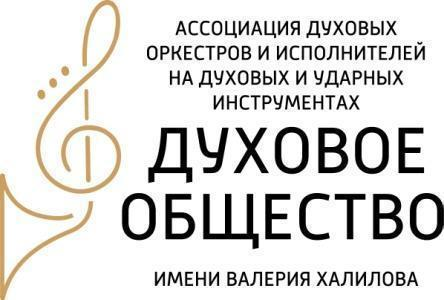 АССОЦИАЦИЯ ДУХОВЫХ
ОРКЕСТРОВ И ИСПОЛНИТЕЛЕЙ
НА ДУХОВЫХ И УДАРНЫХ
ИНСТРУМЕНТАХ
ДУХОВОЕ
ОБЩЕСТВО
ИМЕНИ ВАЛЕРИЯ ХАЛИЛОВА